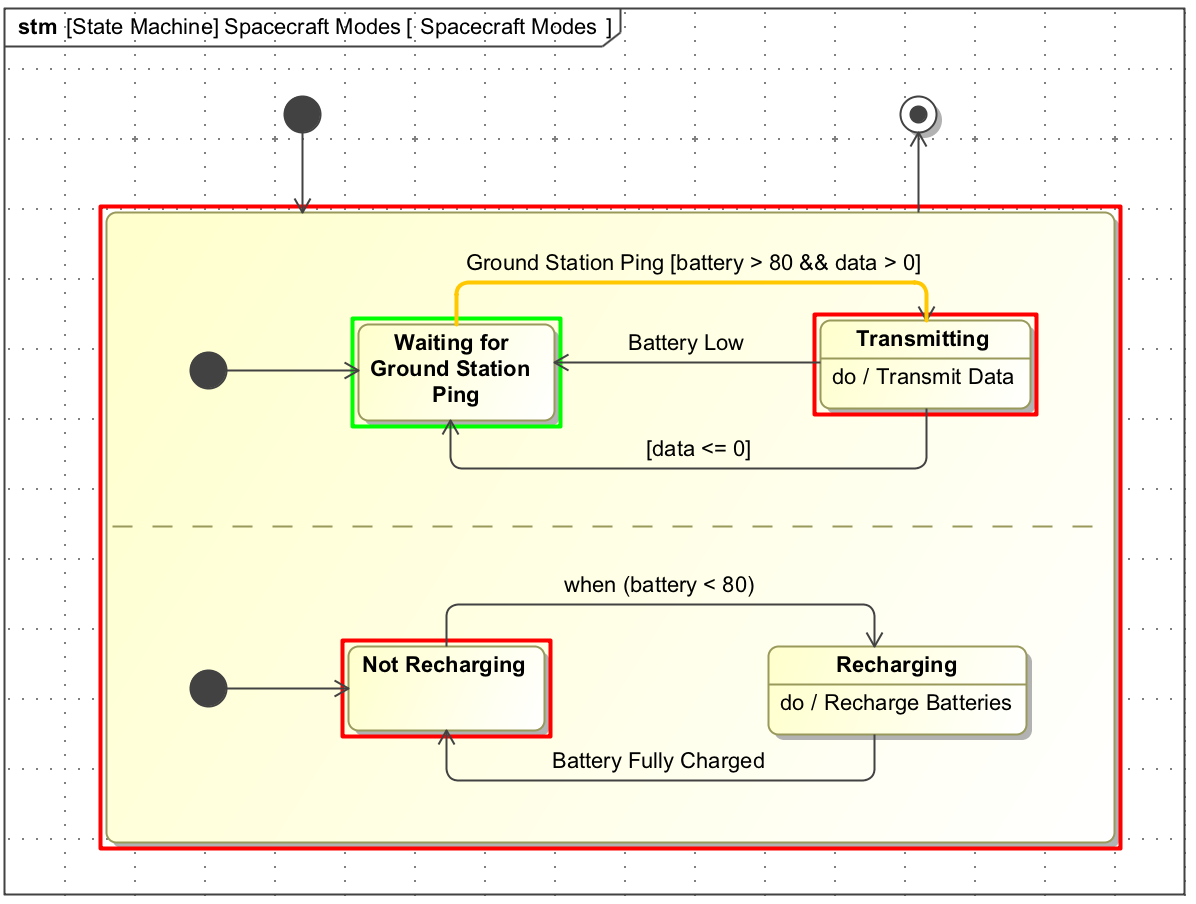 stm [State Machine] Spacecraft Modes [ Spacecraft Modes ]
Ground Station Ping [battery > 80 && data > 0]
Waiting for
Ground Station
Ping
Battery Low
Transmitting
do / Transmit Data
[data <= 0]
when (battery < 80)
Not Recharging
Recharging
do / Recharge Batteries
Battery Fully Charged